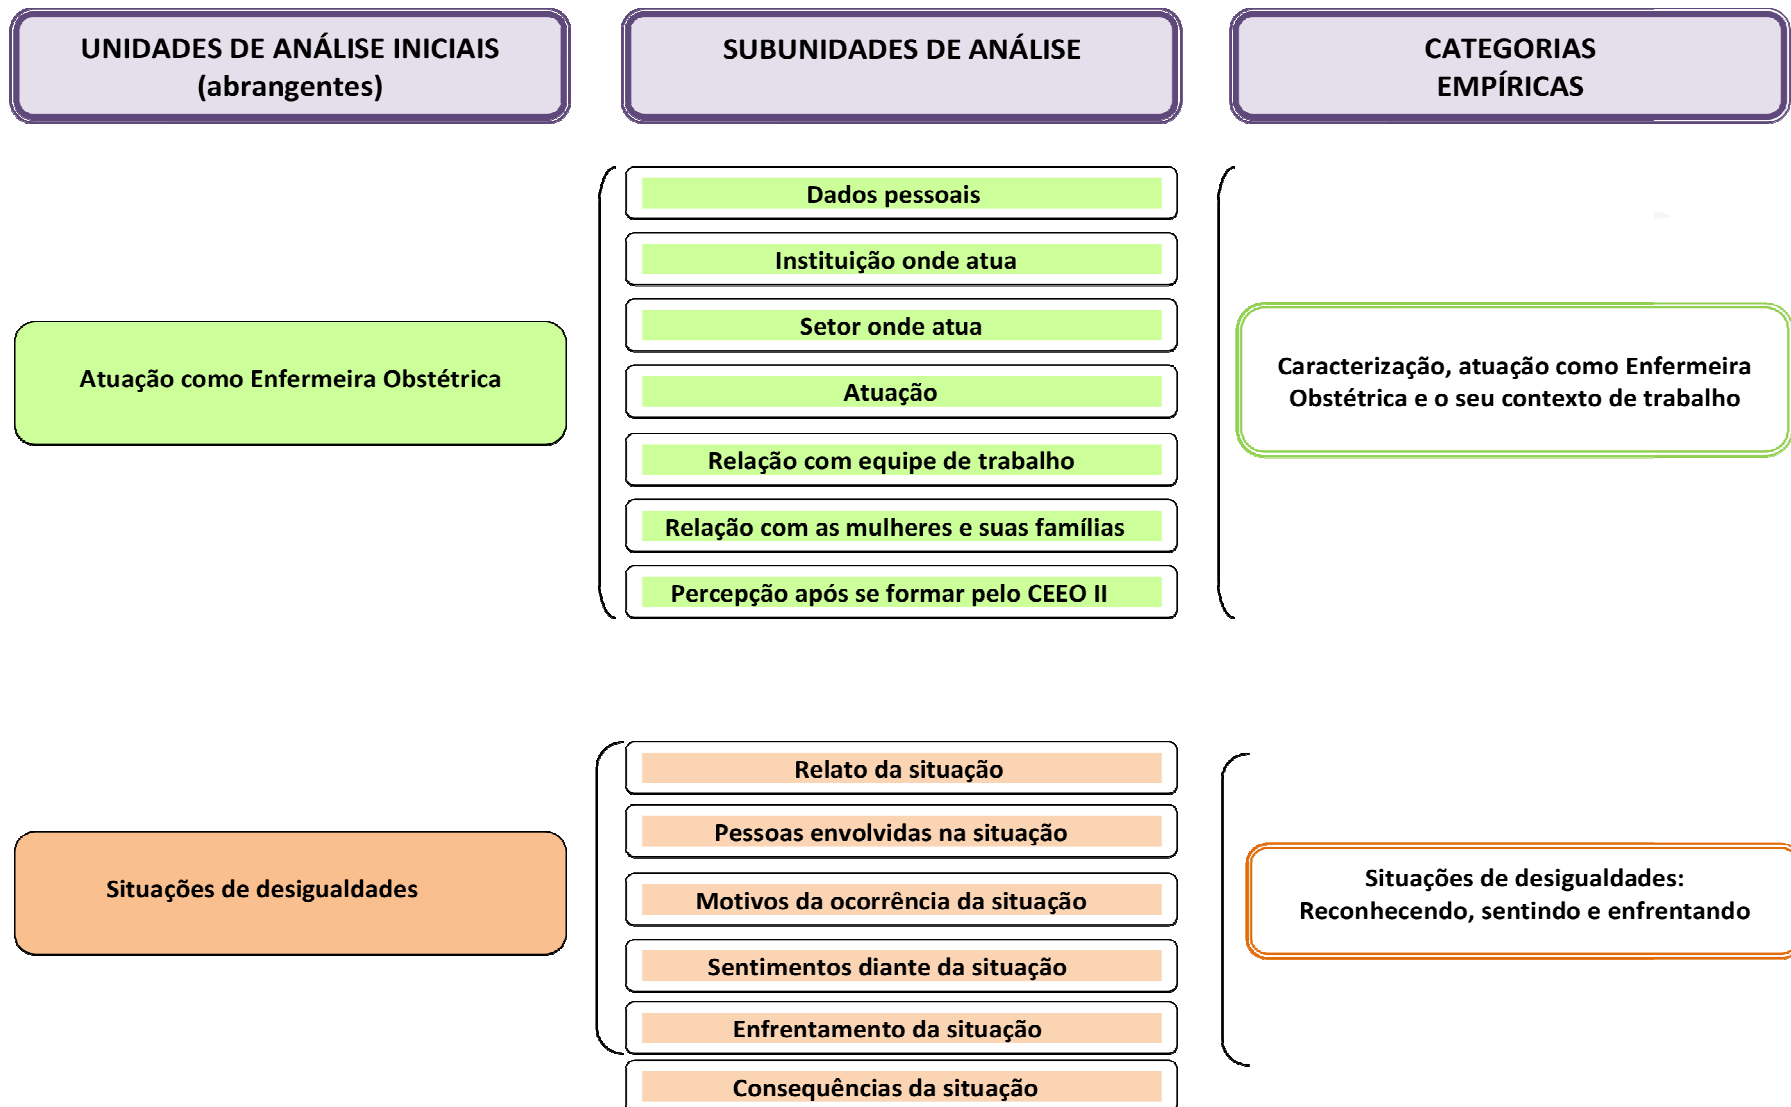 UNIDADES DE ANÁLISE INICIAIS
(abrangentes)
SUBUNIDADES DE ANÁLISE
CATEGORIAS
EMPÍRICAS
Atuação como Enfermeira Obstétrica
Dados pessoais
Instituição onde atua
Setor onde atua
Atuação
Relação com equipe de trabalho
Relação com as mulheres e suas famílias
Percepção após se formar pelo CEEO II
Caracterização, atuação como Enfermeira
Obstétrica e o seu contexto de trabalho
Situações de desigualdades
Relato da situação
Pessoas envolvidas na situação
Motivos da ocorrência da situação
Sentimentos diante da situação
Enfrentamento da situação
Consequências da situação
Situações de desigualdades:
Reconhecendo, sentindo e enfrentando